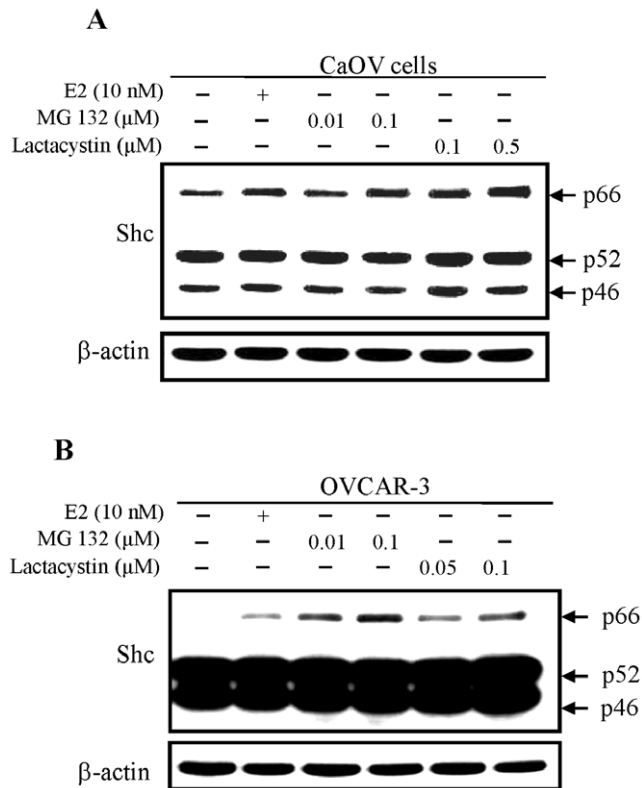 A
CaOV cells
E2 (10 nM) – + – – – –
MG 132 (μM) – – 0.01 0.1 – –
Lactacystin (μM) – – – – 0.1 0.5
p66
Shc
p52
p46
β-actin
B
OVCAR-3
E2 (10 nM) – + – – – –
MG 132 (μM) – – 0.01 0.1 – –
Lactacystin (μM) – – – – 0.05 0.1
p66
Shc
p52
p46
β-actin